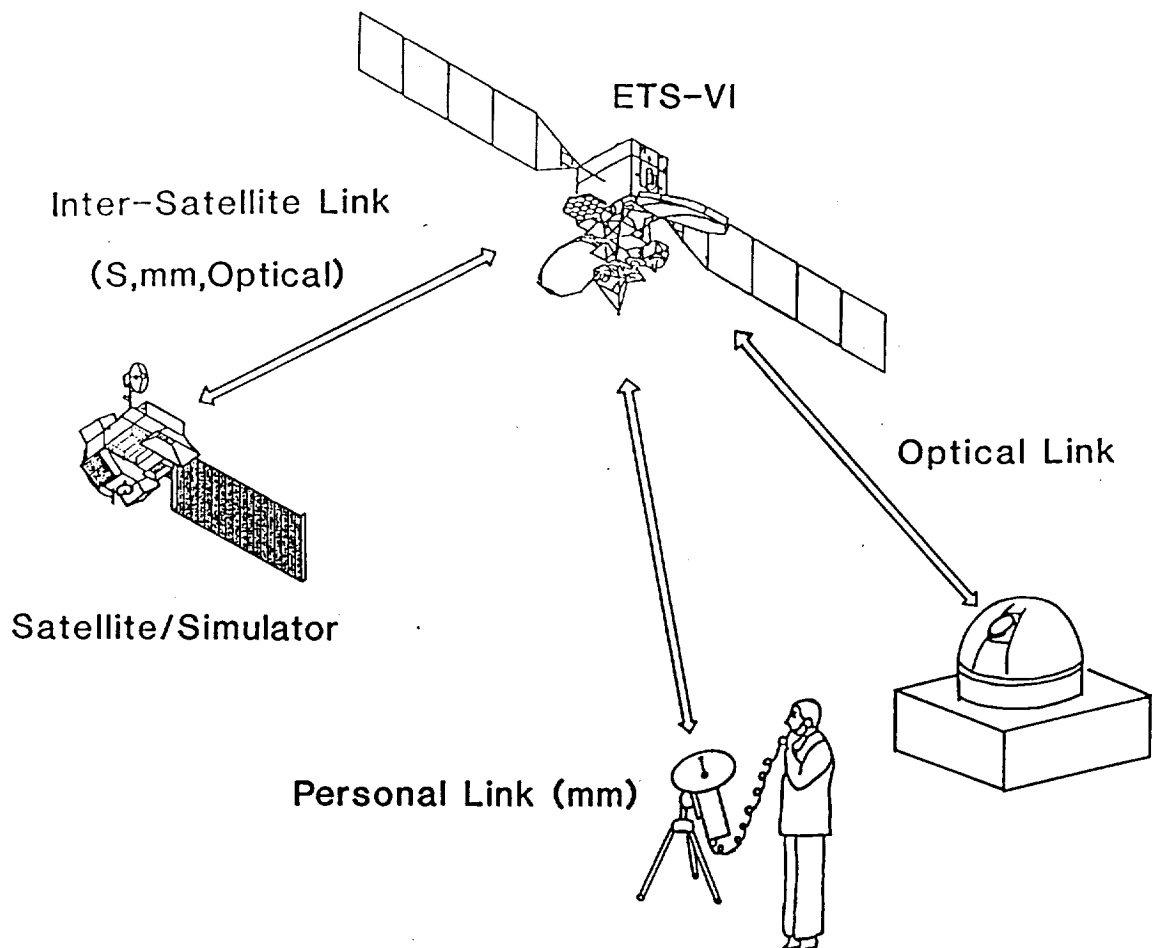 ETS-VI
Inter-Satellite Link
(S,mm,Optical)
Optical Link
Satellite/Simulator
Personal Link (mm)